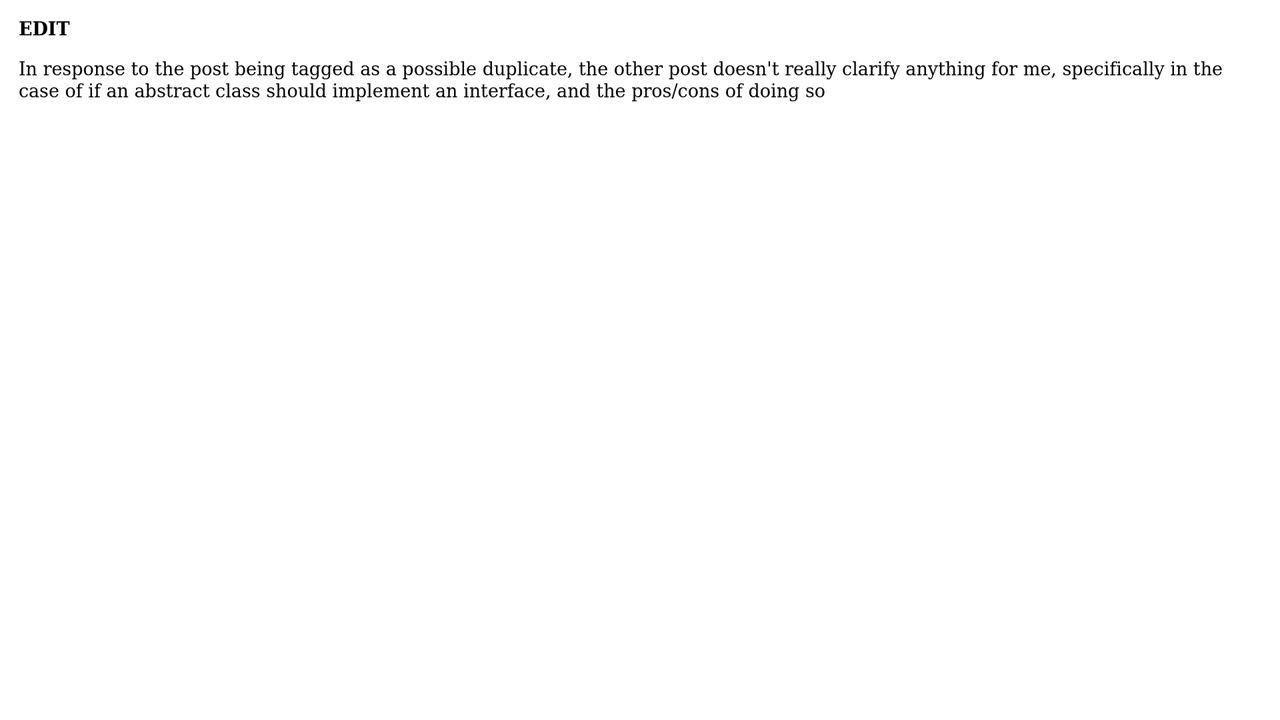 EDIT
In response to the post being tagged as a possible duplicate, the other post doesn't really clarify anything for me, specifically in the
case of if an abstract class should implement an interface, and the pros/cons of doing so